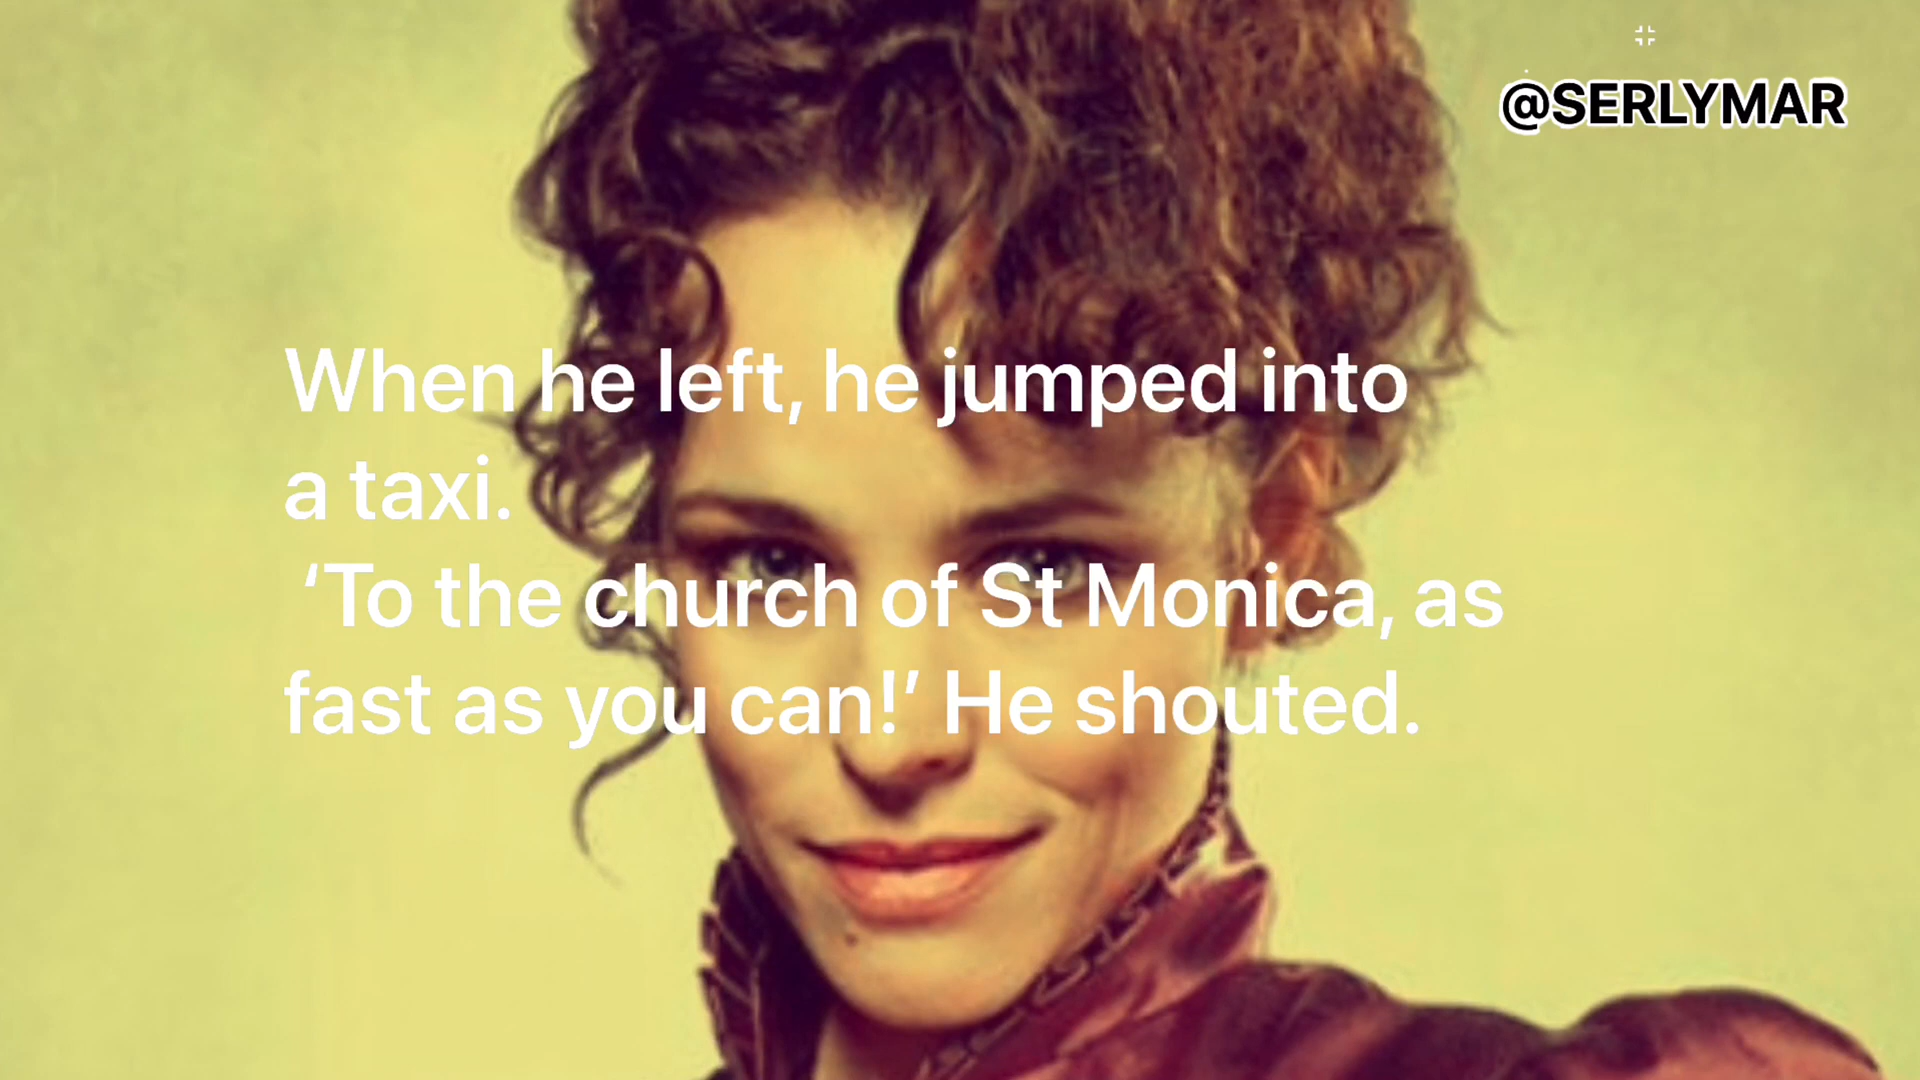 @SERLYMAR
When he left, he jumped into
a taxi.
‘To the church of St Monica, as
fast as you can!’ He shouted.